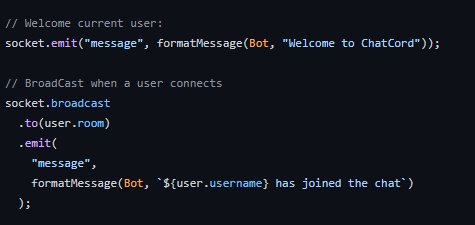 // Welcome current user:
socket.emit("message", formatMessage(Bot, "Welcome to ChatCord"));
// BroadCast when a user connects
socket.broadcast
.to(user.room)
.emit(
"message",
formatMessage(Bot, `${user.username} has joined the chat`)
);